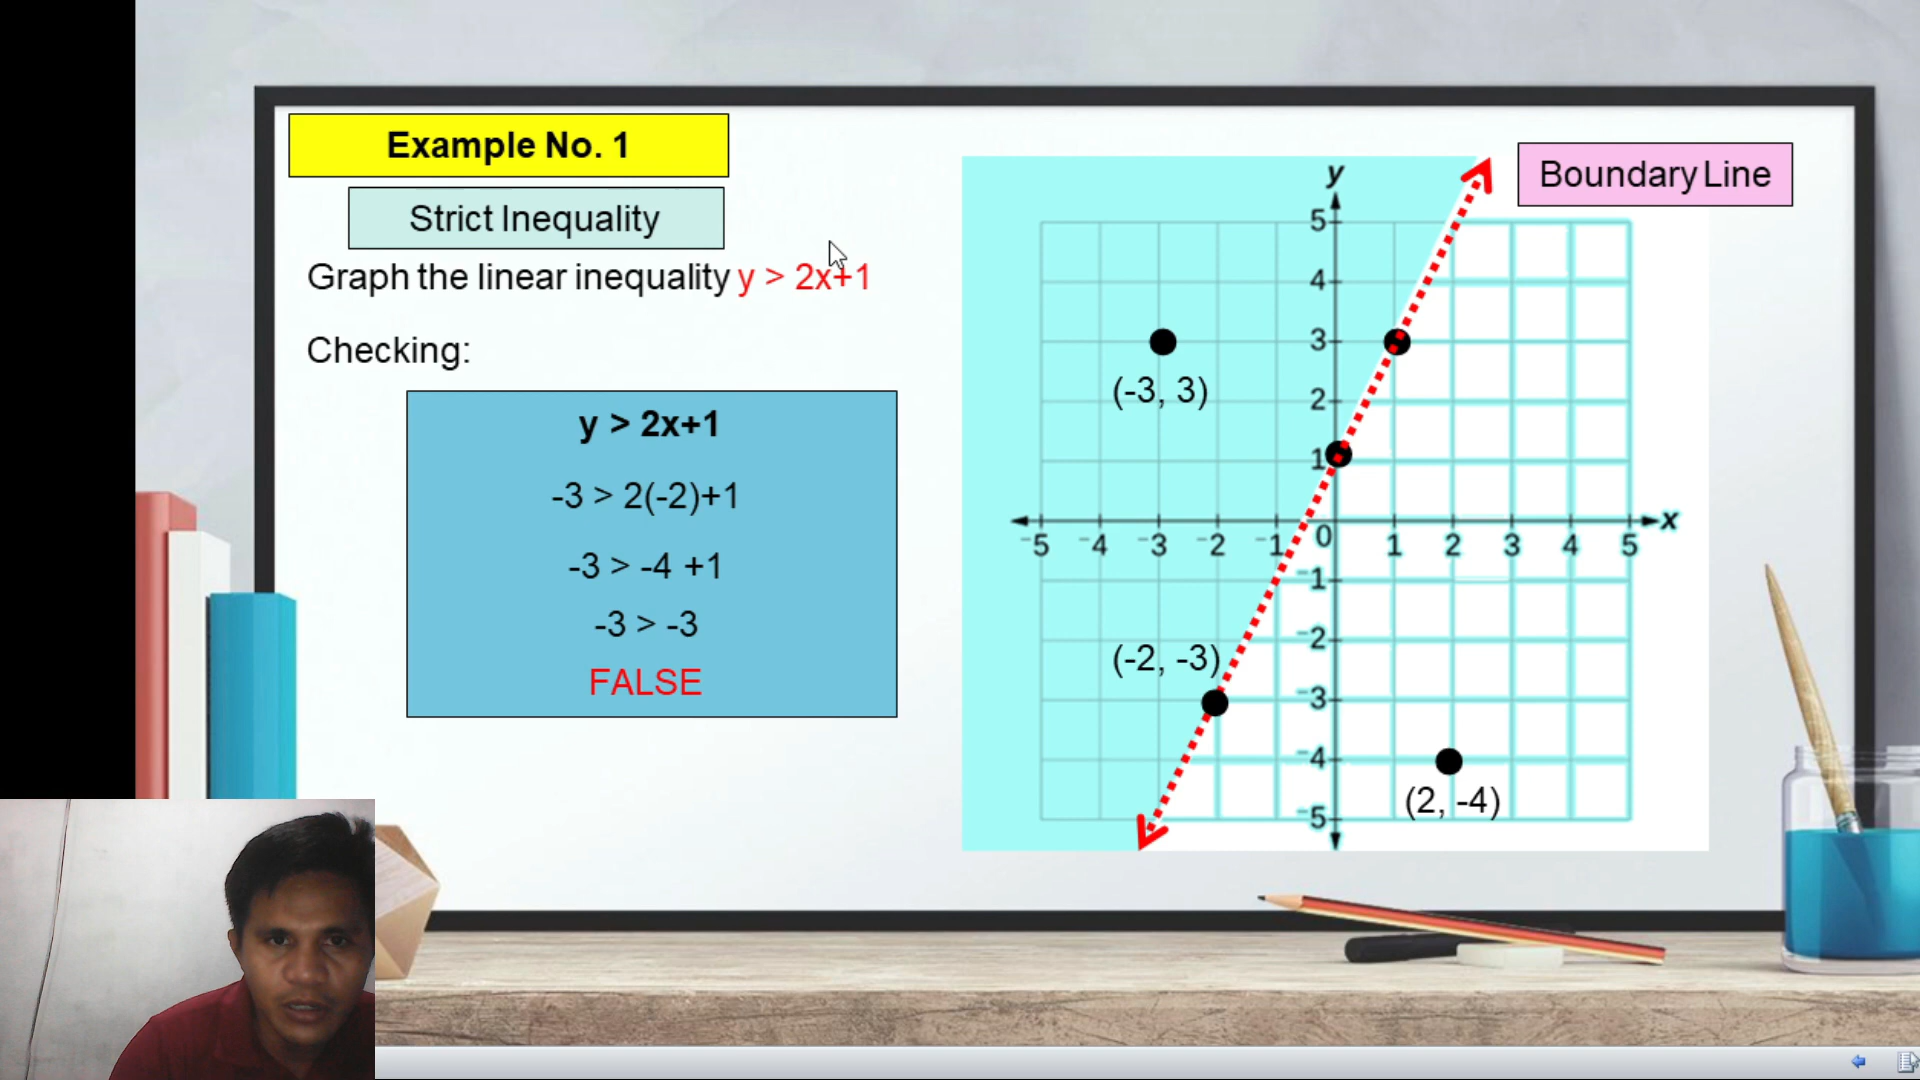 Example No. 1
Strict Inequality
Graph the linear inequality y > 2x+1
Checking:
y > 2x+1
-3 > 2(-2)+1
-3 > -4 +1
-3 > -3
FALSE
Boundary Line
y
5
4
3
2
1
(-3, 3)
-5 -4 -3 -2 -1 0 1 2 3 4 5 x
-1
-2
(-2, -3)
-3
-4
(2, -4)
-5